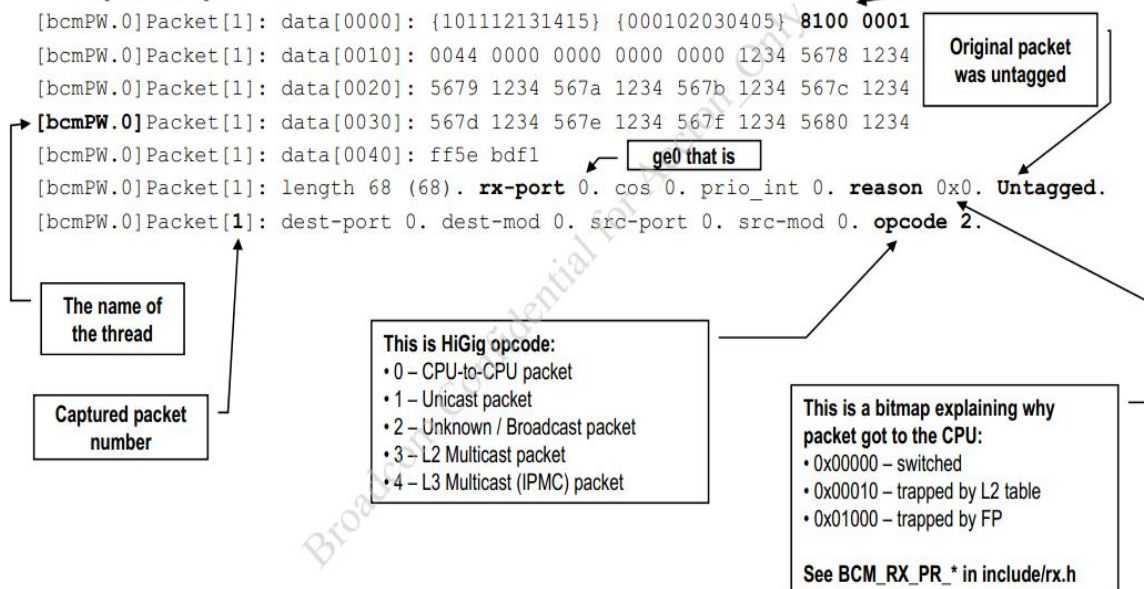 [bcmPW.0]Packet[1]: data[0000]: {101112131415} {000102030405} 8100 0001
[bcmPW.0]Packet[1]: data[0010]: 0044 0000 0000 0000 0000 1234 5678 1234
[bcmPW.0]Packet[1]: data[0020]: 5679 1234 567a 1234 567b 1234 567c 1234
[bcmPW.0]Packet[1]: data[0030]: 567d 1234 567e 1234 567f 1234 5680 1234
[bcmPW.0]Packet[1]: data[0040]: ff5e bdf1
[bcmPW.0]Packet[1]: length 68 (68). rx-port 0. cos 0. prio_int 0. reason 0x0. Untagged.
[bcmPW.0]Packet[1]: dest-port 0. dest-mod 0. src-port 0. src-mod 0. opcode 2.
Original packet
was untagged
ge0 that is
The name of
the thread
Captured packet
number
This is HiGig opcode:
• 0 – CPU-to-CPU packet
• 1 – Unicast packet
• 2 – Unknown / Broadcast packet
• 3 – L2 Multicast packet
• 4 – L3 Multicast (IPMC) packet
This is a bitmap explaining why
packet got to the CPU:
• 0x00000 – switched
• 0x00010 – trapped by L2 table
• 0x01000 – trapped by FP
See BCM_RX_PR_* in include/rx.h
Broadcom Confidential for Accton_Only